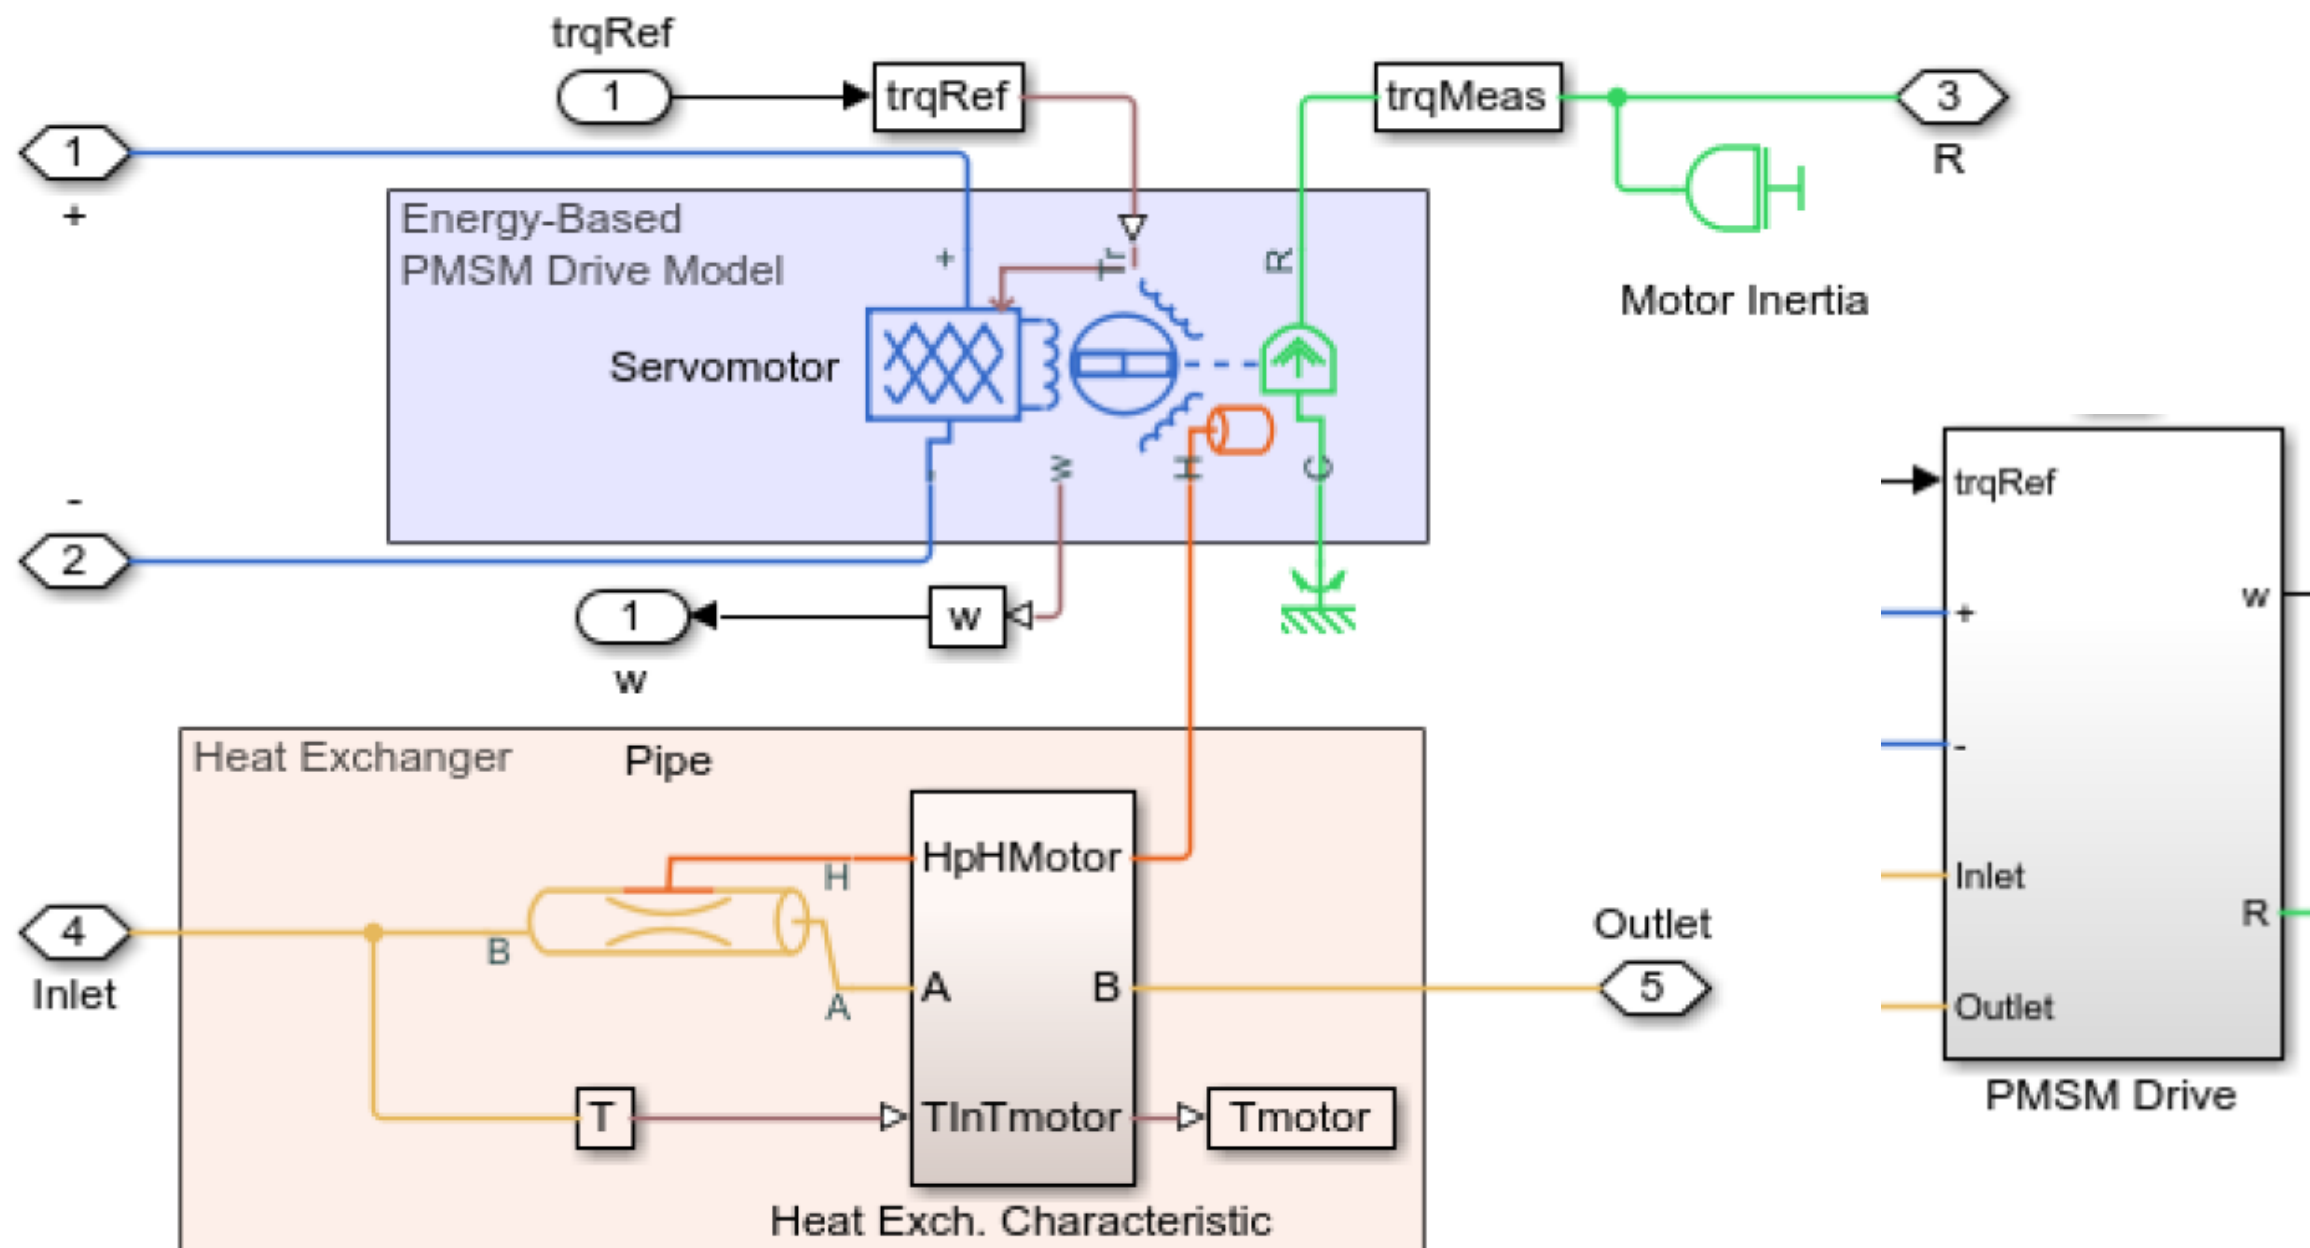 trqRef
1
trqRef
trqMeas
3
R
1
+
Energy-Based
PMSM Drive Model
+
Tr
R
Motor Inertia
Servomotor
-
w
H
C
-
2
1
w
w
trqRef
+
-
Inlet
Outlet
w
R
PMSM Drive
Heat Exchanger
Pipe
HpHMotor
H
4
Inlet
B
A
A
B
Outlet
5
T
TInTmotor
Tmotor
Heat Exch. Characteristic